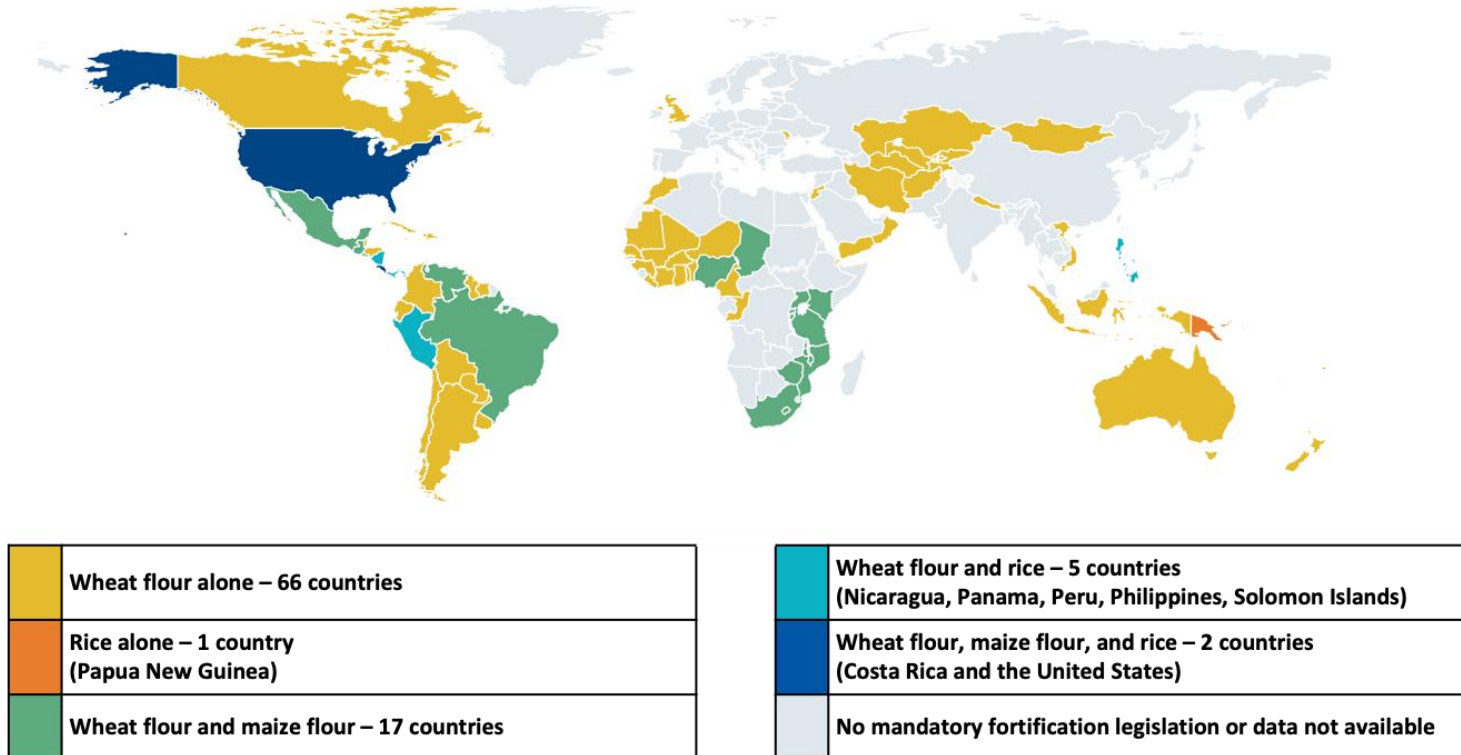 Wheat flour alone – 66 countries
Rice alone – 1 country
(Papua New Guinea)
Wheat flour and maize flour – 17 countries
Wheat flour and rice – 5 countries
(Nicaragua, Panama, Peru, Philippines, Solomon Islands)
Wheat flour, maize flour, and rice – 2 countries
(Costa Rica and the United States)
No mandatory fortification legislation or data not available